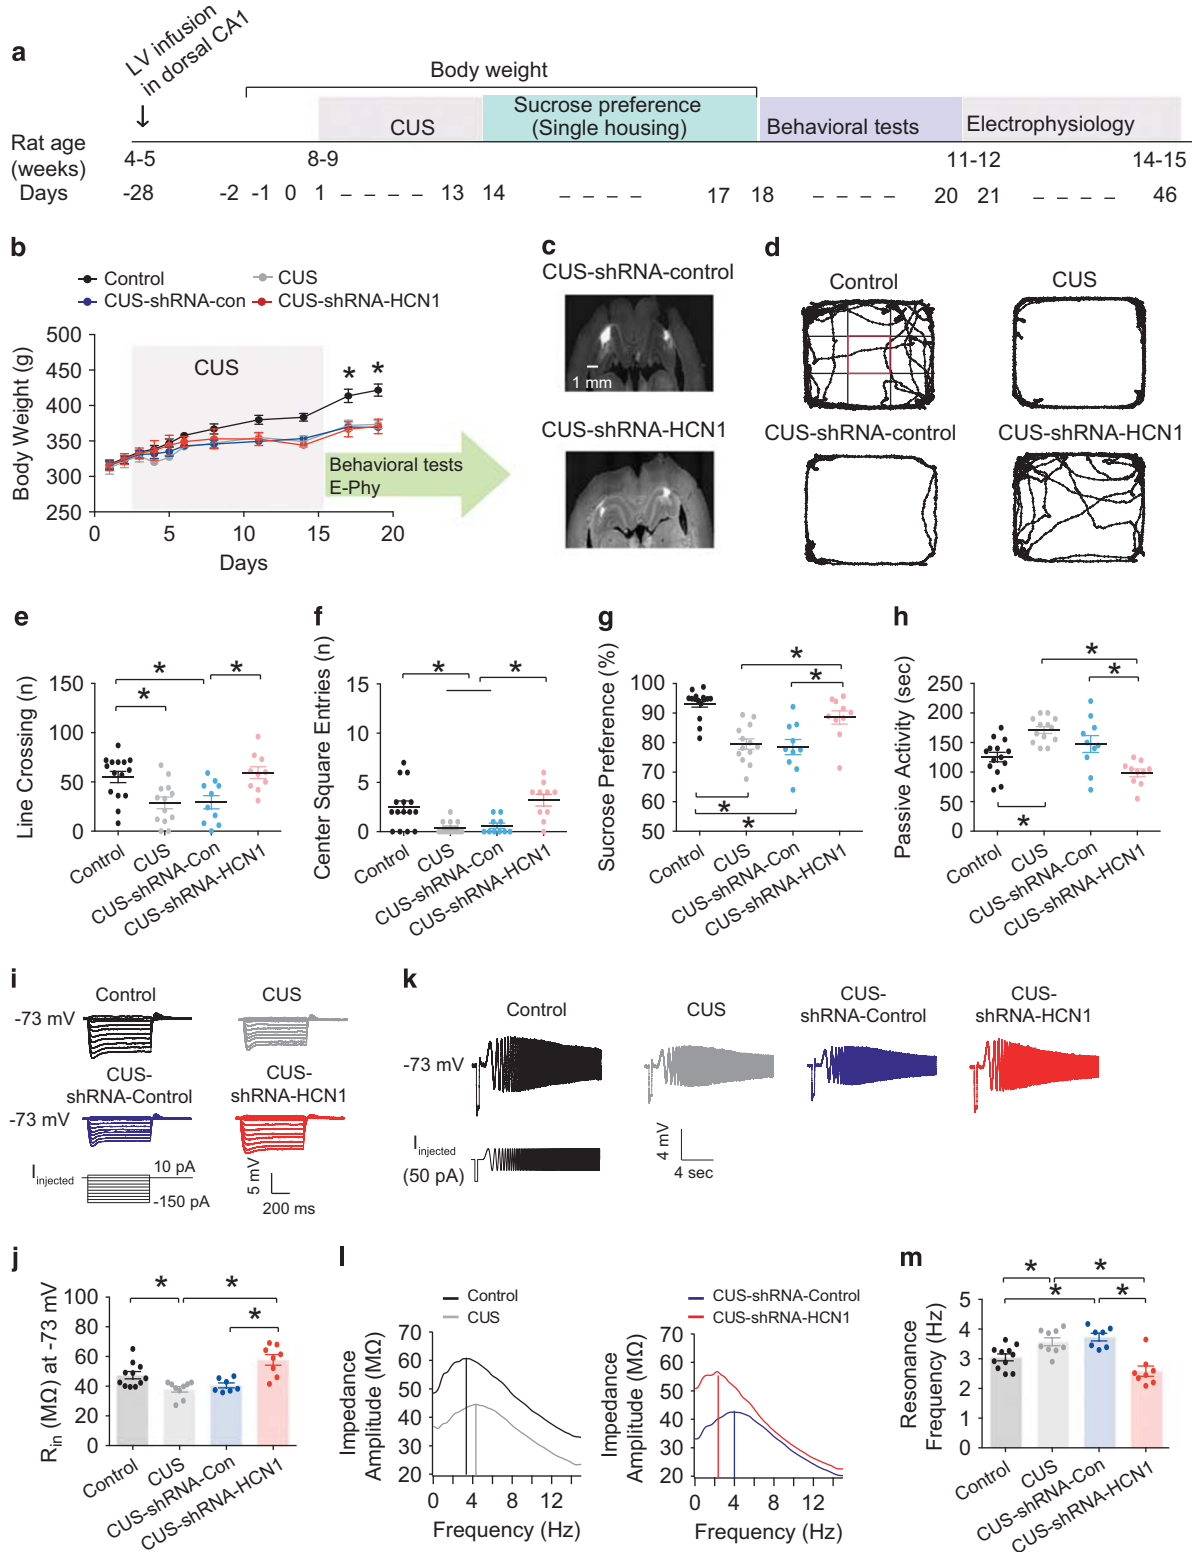 a
LV infusion
in dorsal CA1
Body weight
CUS
Sucrose preference
(Single housing)
Behavioral tests
Electrophysiology
Rat age
(weeks)
4-5
8-9
11-12
14-15
Days
-28
-2
-1
0
1
13
14
17
18
20
21
46
b
Control
CUS
CUS-shRNA-con
CUS-shRNA-HCN1
Body Weight (g)
500
450
400
350
300
250
CUS
*
*
Behavioral tests
E-Phy
0
5
10
15
20
Days
c
CUS-shRNA-control
1 mm
CUS-shRNA-HCN1
d
Control
CUS
CUS-shRNA-control
CUS-shRNA-HCN1
e
Line Crossing (n)
150
100
50
0
*
*
*
Control
CUS
CUS-shRNA-Con
CUS-shRNA-HCN1
f
Center Square Entries (n)
15
10
5
0
*
*
Control
CUS
CUS-shRNA-Con
CUS-shRNA-HCN1
g
Sucrose Preference (%)
100
90
80
70
60
50
*
*
*
*
Control
CUS
CUS-shRNA-Con
CUS-shRNA-HCN1
h
Passive Activity (sec)
250
200
150
100
50
0
*
*
*
Control
CUS
CUS-shRNA-Con
CUS-shRNA-HCN1
i
Control
CUS
-73 mV
CUS-
shRNA-Control
CUS-
shRNA-HCN1
-73 mV
Iinjected
10 pA
-150 pA
5 mV
200 ms
k
Control
CUS
CUS-
shRNA-Control
CUS-
shRNA-HCN1
-73 mV
Iinjected
(50 pA)
4 mV
4 sec
j
Rin (MΩ) at -73 mV
100
80
60
40
20
0
*
*
*
Control
CUS
CUS-shRNA-Con
CUS-shRNA-HCN1
l
Control
CUS
Impedance
Amplitude (MΩ)
70
60
50
40
30
20
0
4
8
12
Frequency (Hz)
CUS-shRNA-Control
CUS-shRNA-HCN1
Impedance
Amplitude (MΩ)
70
60
50
40
30
20
0
4
8
12
Frequency (Hz)
m
Resonance
Frequency (Hz)
5
4
3
2
1
0
*
*
*
*
Control
CUS
CUS-shRNA-Con
CUS-shRNA-HCN1